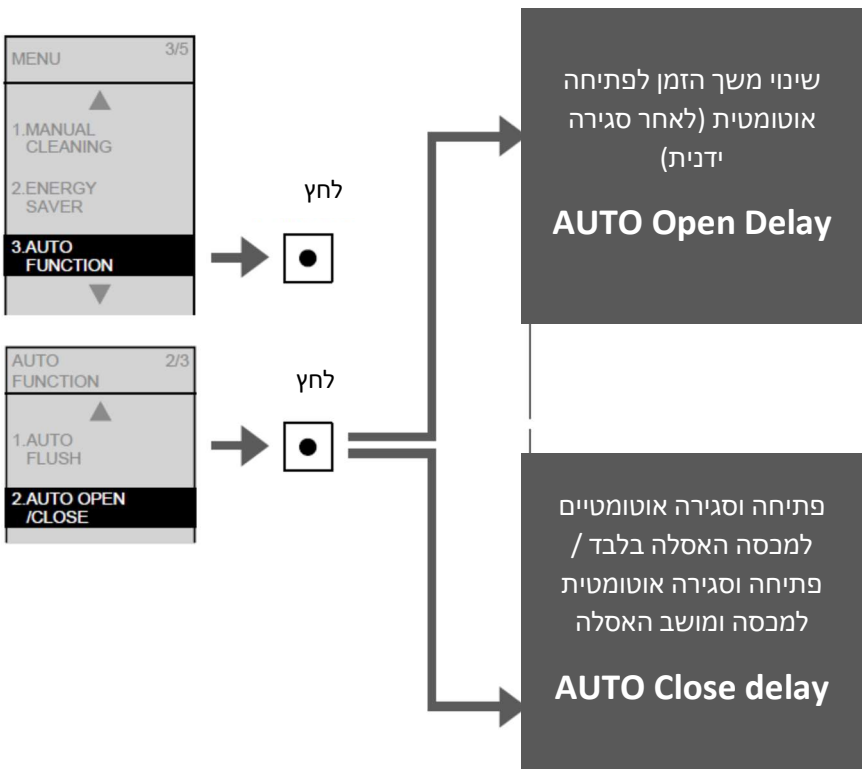 MENU 3/5
1.MANUAL
CLEANING
2.ENERGY
SAVER
3.AUTO
FUNCTION
לחץ
AUTO 2/3
FUNCTION
1.AUTO
FLUSH
2.AUTO OPEN
/CLOSE
לחץ
שינוי משך הזמן לפתיחה
אוטומטית (לאחר סגירה
ידנית)
AUTO Open Delay
פתיחה וסגירה אוטומטיים
למכסה האסלה בלבד /
פתיחה וסגירה אוטומטית
למכסה ומושב האסלה
AUTO Close delay